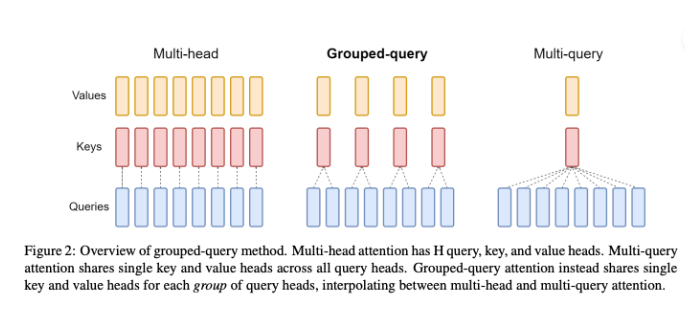 Multi-head Grouped-query Multi-query
Values
Keys
Queries
Figure 2: Overview of grouped-query method. Multi-head attention has H query, key, and value heads. Multi-query
attention shares single key and value heads across all query heads. Grouped-query attention instead shares single
key and value heads for each group of query heads, interpolating between multi-head and multi-query attention.